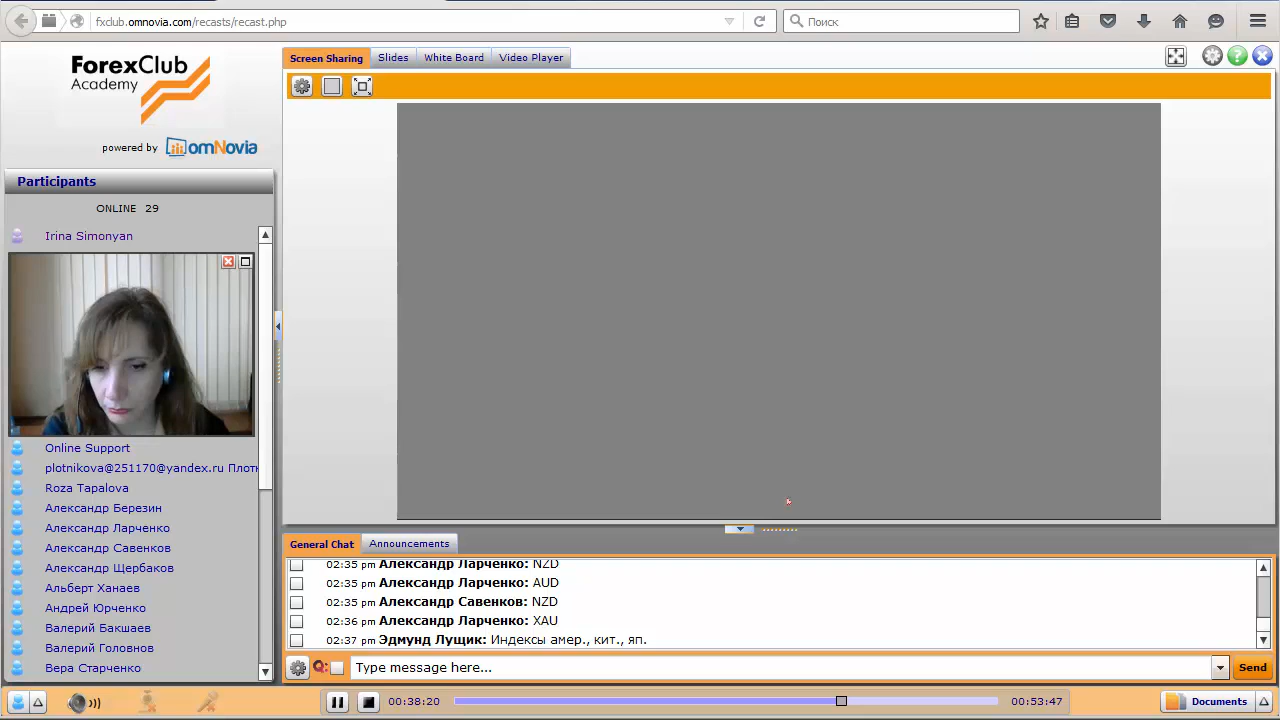 fxclub.omnovia.com/recasts/recast.php
Поиск
ForexClub
Academy
powered by omNovia
Participants
ONLINE 29
Irina Simonyan
Online Support
plotnikova@251170@yandex.ru Плотн
Roza Tapalova
Александр Березин
Александр Ларченко
Александр Савенков
Александр Щербаков
Альберт Ханаев
Андрей Юрченко
Валерий Бакшаев
Валерий Головнов
Вера Старченко
Screen Sharing
Slides
White Board
Video Player
General Chat
Announcements
02:35 pm Александр Ларченко: NZD
02:35 pm Александр Ларченко: AUD
02:35 pm Александр Савенков: NZD
02:36 pm Александр Ларченко: XAU
02:37 pm Эдмунд Лущик: Индексы амер., кит., яп.
Q:
Type message here...
Send
00:38:20
00:53:47
Documents